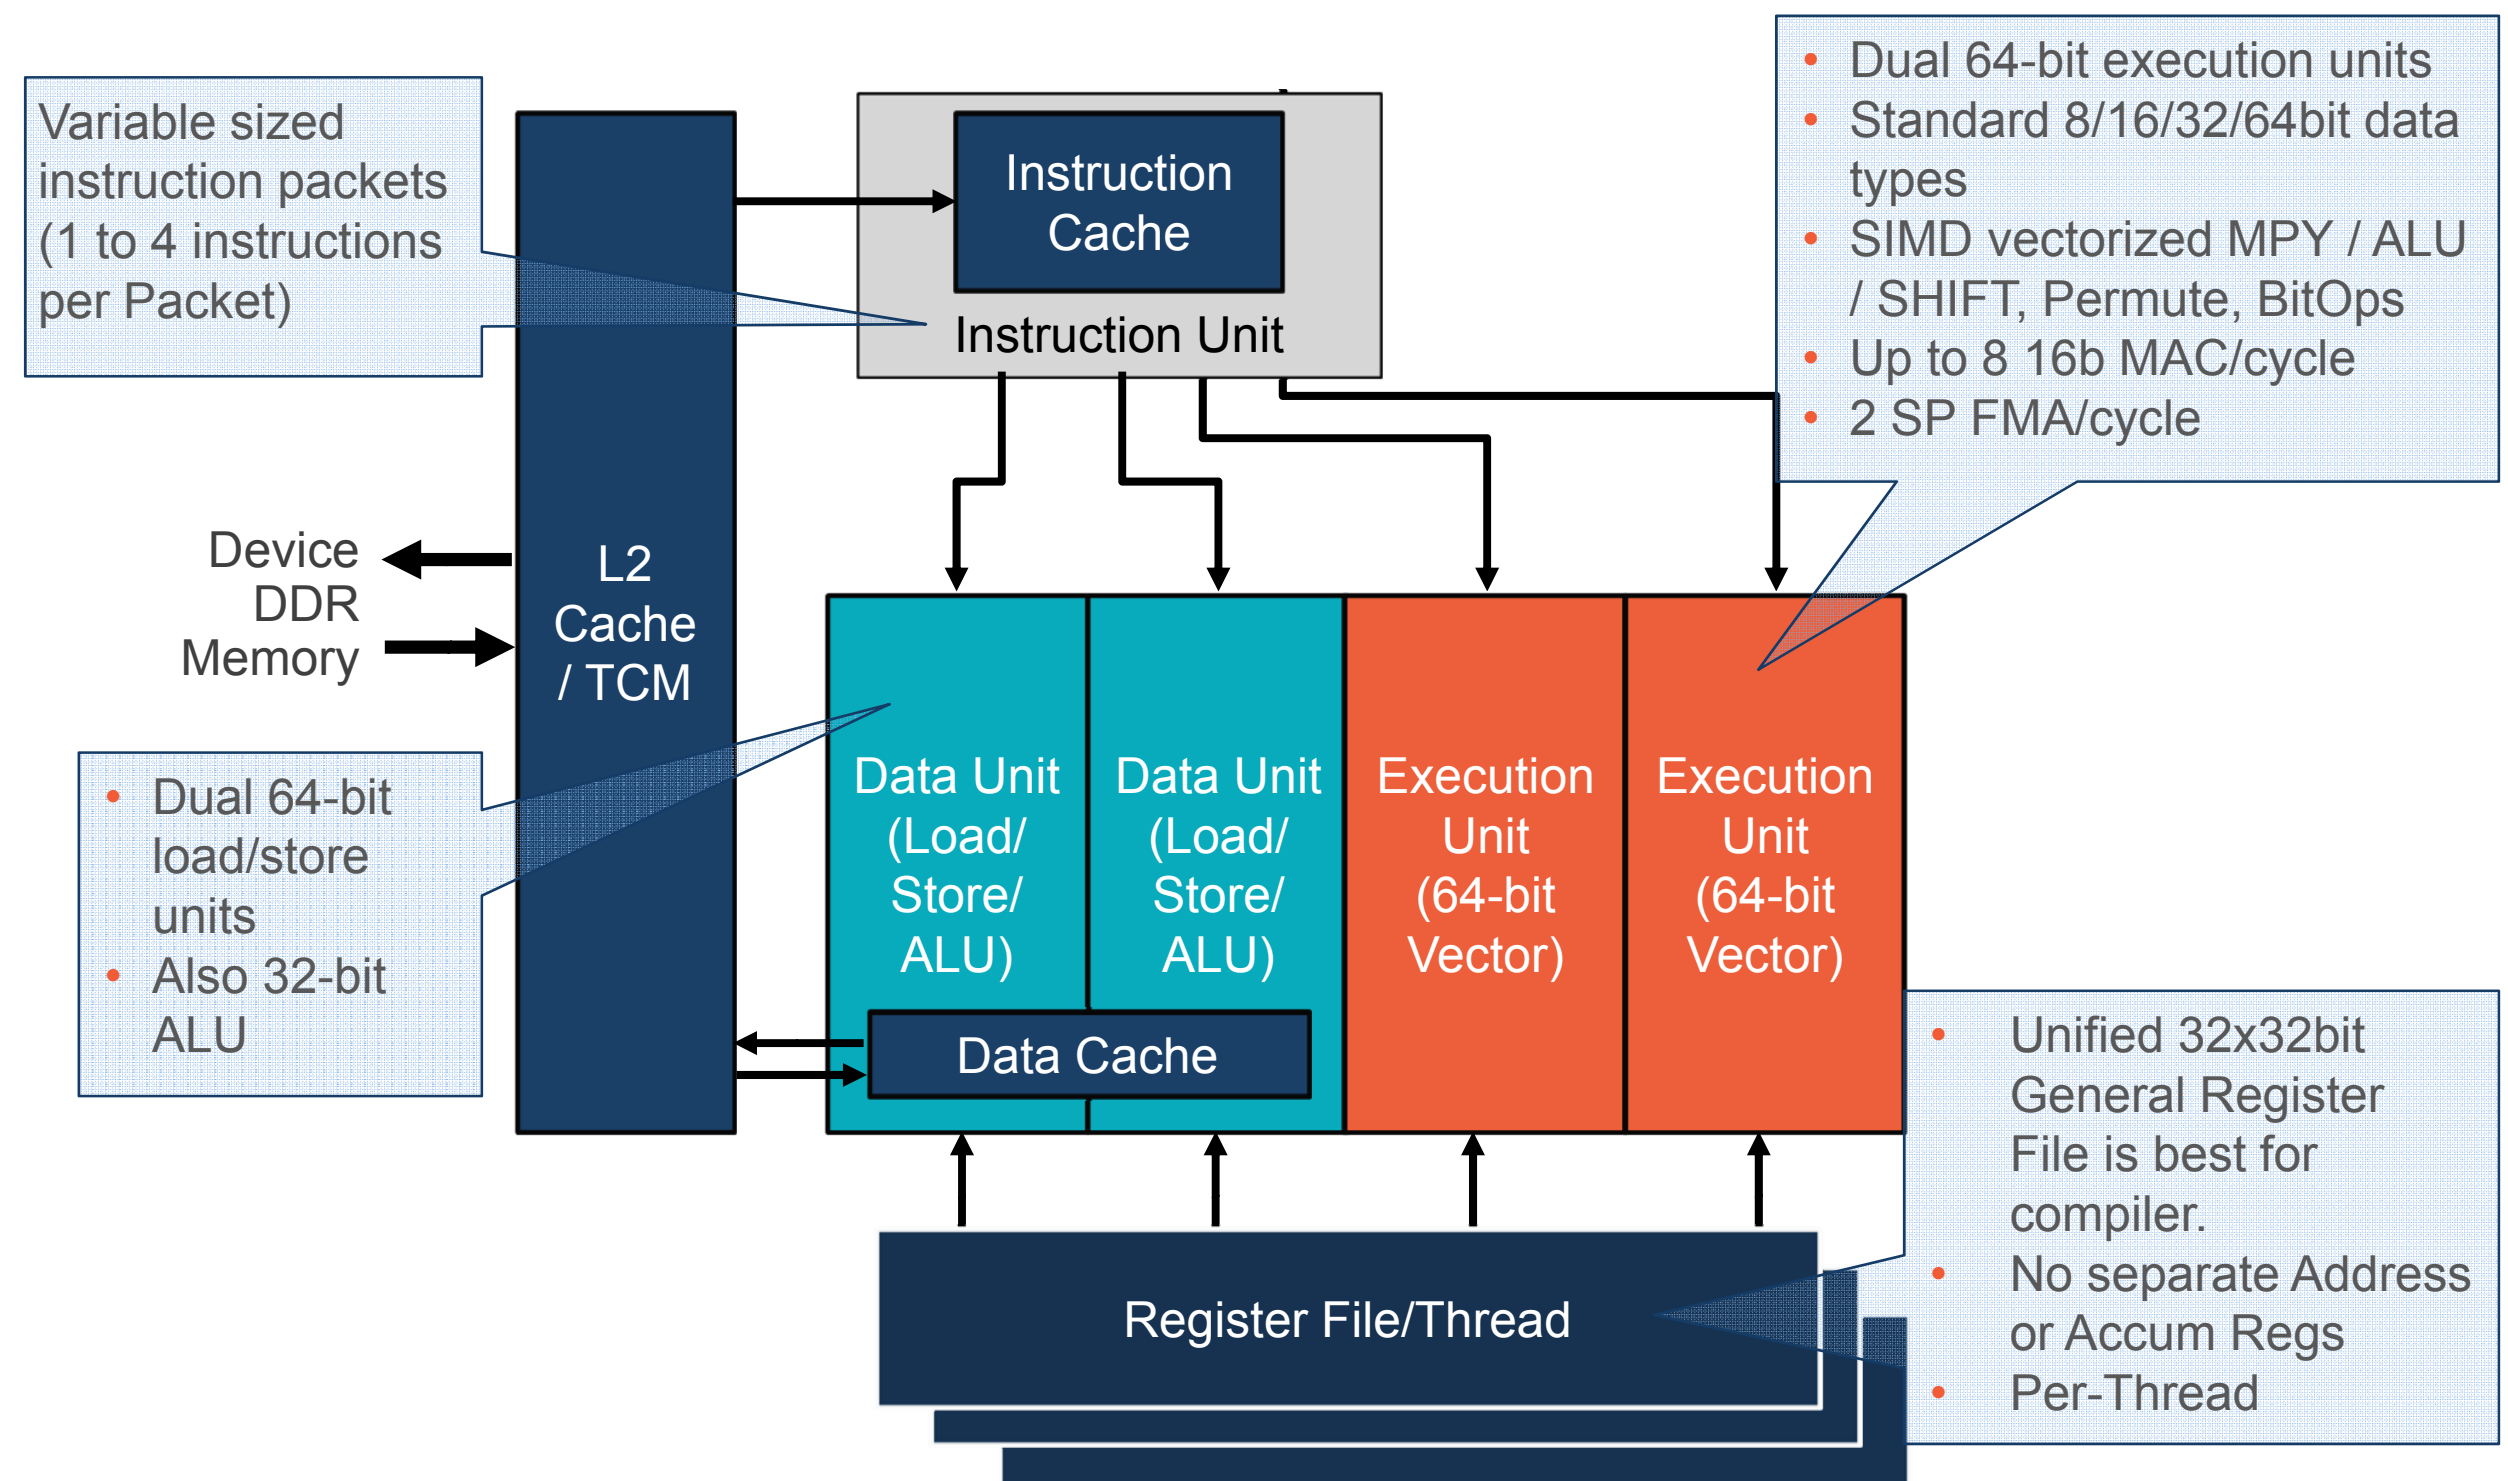 Variable sized
instruction packets
(1 to 4 instructions
per Packet)
Instruction
Cache
Instruction Unit
• Dual 64-bit execution units
• Standard 8/16/32/64bit data
types
• SIMD vectorized MPY / ALU
/ SHIFT, Permute, BitOps
• Up to 8 16b MAC/cycle
• 2 SP FMA/cycle
Device
DDR
Memory
L2
Cache
/ TCM
• Dual 64-bit
load/store
units
• Also 32-bit
ALU
Data Unit
(Load/
Store/
ALU)
Data Unit
(Load/
Store/
ALU)
Execution
Unit
(64-bit
Vector)
Execution
Unit
(64-bit
Vector)
Data Cache
Register File/Thread
• Unified 32x32bit
General Register
File is best for
compiler.
• No separate Address
or Accum Regs
• Per-Thread